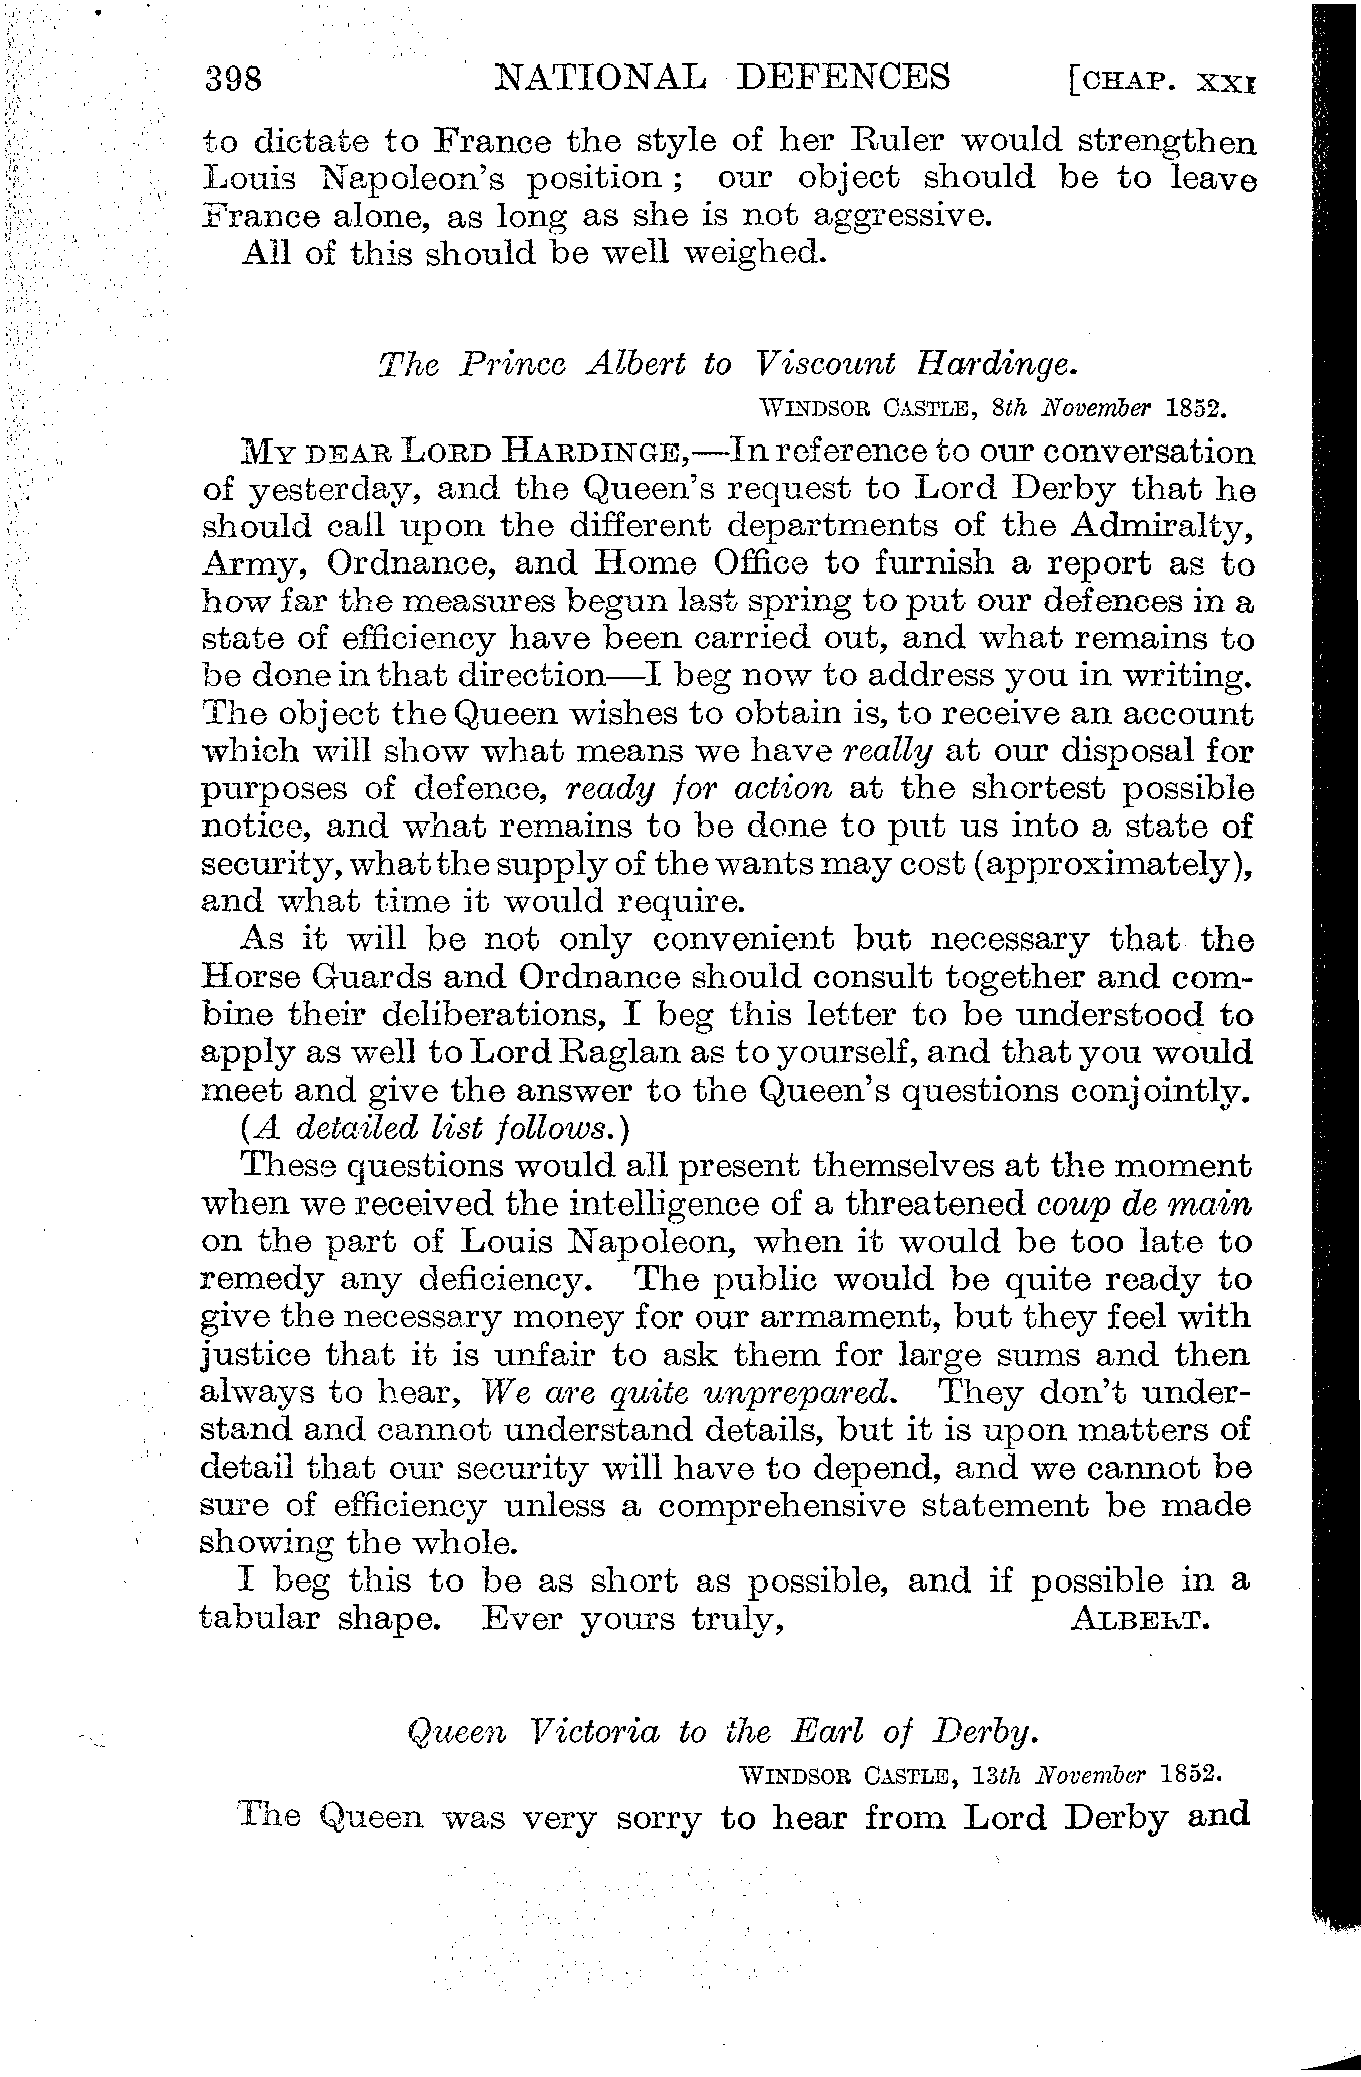 398 NATIONAL DEFENCES [CHAP. XXI
to dictate to France the style of her Ruler would strengthen
Louis Napoleon's position ; our object should be to leave
France alone, as long as she is not aggressive.
All of this should be well weighed.
The Prince Albert to Viscount Hardinge.
WINDSOR CASTLE, 8th November 1852.
MY DEAR LORD HARDINGE,—In reference to our conversation
of yesterday, and the Queen's request to Lord Derby that he
should call upon the different departments of the Admiralty,
Army, Ordnance, and Home Office to furnish a report as to
how far the measures begun last spring to put our defences in a
state of efficiency have been carried out, and what remains to
be done in that direction—I beg now to address you in writing.
The object the Queen wishes to obtain is, to receive an account
which will show what means we have really at our disposal for
purposes of defence, ready for action at the shortest possible
notice, and what remains to be done to put us into a state of
security, what the supply of the wants may cost (approximately),
and what time it would require.
As it will be not only convenient but necessary that the
Horse Guards and Ordnance should consult together and com-
bine their deliberations, I beg this letter to be understood to
apply as well to Lord Raglan as to yourself, and that you would
meet and give the answer to the Queen's questions conjointly.
(A detailed list follows.)
These questions would all present themselves at the moment
when we received the intelligence of a threatened coup de main
on the part of Louis Napoleon, when it would be too late to
remedy any deficiency. The public would be quite ready to
give the necessary money for our armament, but they feel with
justice that it is unfair to ask them for large sums and then
always to hear, We are quite unprepared. They don't under-
stand and cannot understand details, but it is upon matters of
detail that our security will have to depend, and we cannot be
sure of efficiency unless a comprehensive statement be made
showing the whole.
I beg this to be as short as possible, and if possible in a
tabular shape. Ever yours truly, ALBERT.
Queen Victoria to the Earl of Derby.
WINDSOR CASTLE, 13th November 1852.
The Queen was very sorry to hear from Lord Derby and